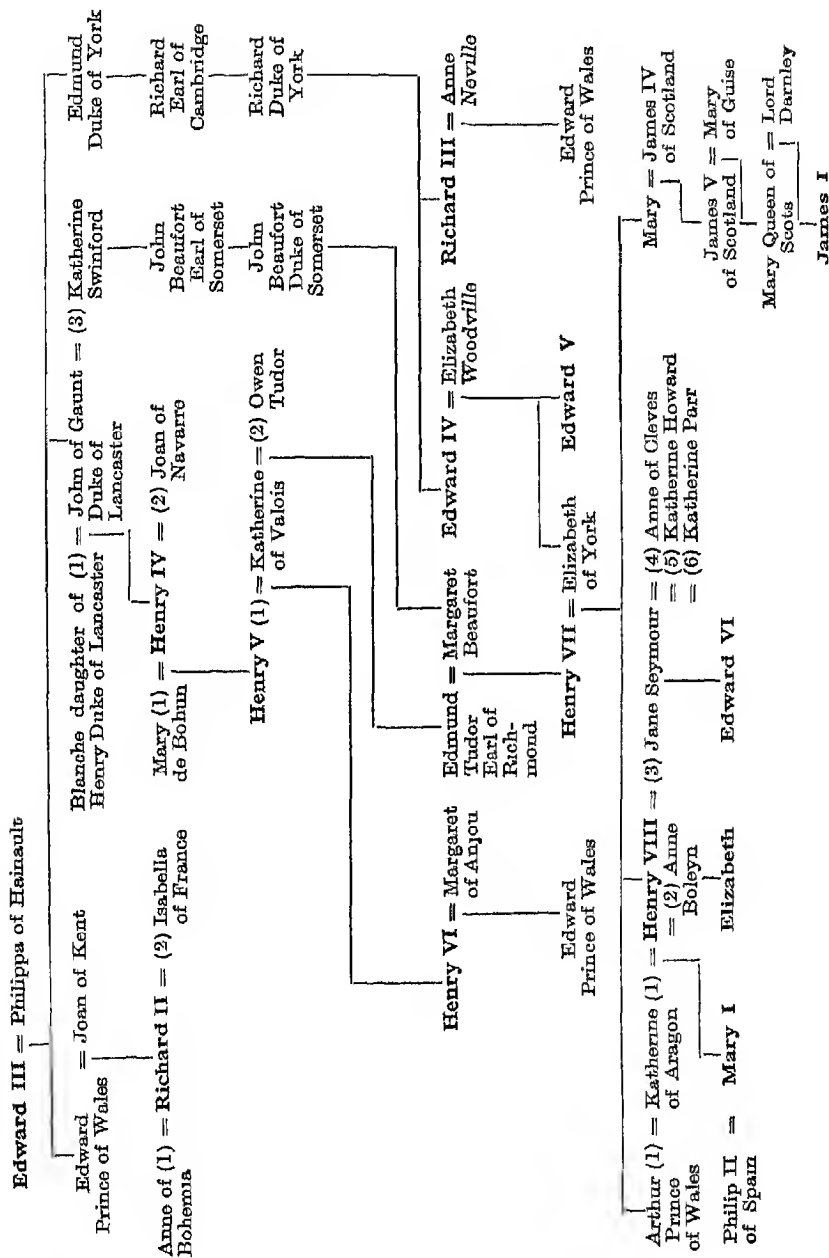 Edward III = Philippa of Hainault
Edward = Joan of Kent
Prince of Wales
Blanche daughter of (1) = John of Gaunt = (3) Katherine
Henry Duke of Lancaster Duke of Swinford
Lancaster
Edmund
Duke of York
Anne of (1) = Richard II = (2) Isabella
Bohemia of France
Mary (1) = Henry IV = (2) Joan of
de Bohun Navarre
John
Beaufort
Earl of
Somerset
Richard
Earl of
Cambridge
Henry V (1) = Katherine = (2) Owen
of Valois Tudor
John
Beaufort
Duke of
Somerset
Richard
Duke of
York
Henry VI = Margaret
of Anjou
Edmund = Margaret
Tudor Beaufort
Earl of
Rich-
mond
Edward IV = Elizabeth
Woodville
Richard III = Anne
Neville
Edward
Prince of Wales
Henry VII = Elizabeth
of York
Edward V
Edward
Prince of Wales
Arthur (1) = Katherine (1) = Henry VIII = (3) Jane Seymour = (4) Anne of Cleves
Prince of Aragon = (2) Anne = (5) Katherine Howard
of Wales Boleyn = (6) Katherine Parr
Mary = James IV
of Scotland
Philip II = Mary I
of Spain
Elizabeth
Edward VI
James V = Mary
of Scotland of Guise
Mary Queen of = Lord
Scots Darnley
James I